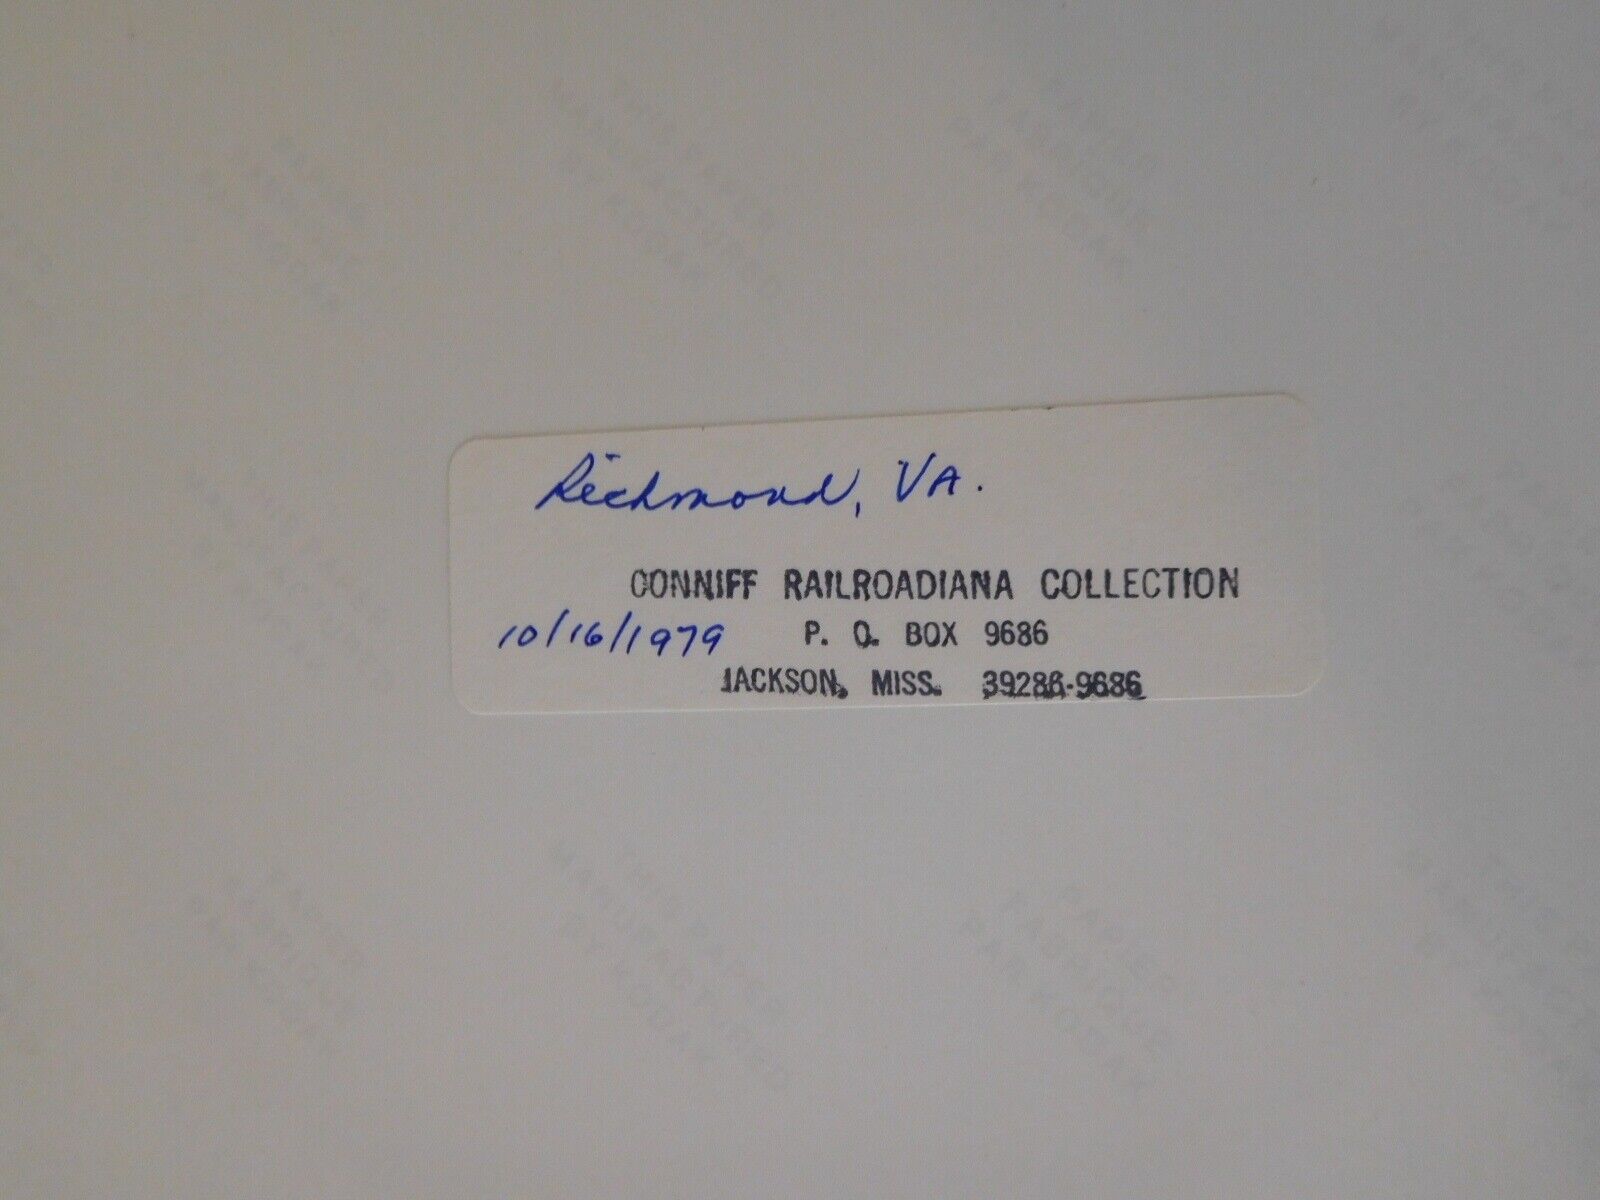 Richmond, VA.
CONNIFF RAILROADIANA COLLECTION
10/16/1979 P. O. BOX 9686
JACKSON, MISS. 39286-9686